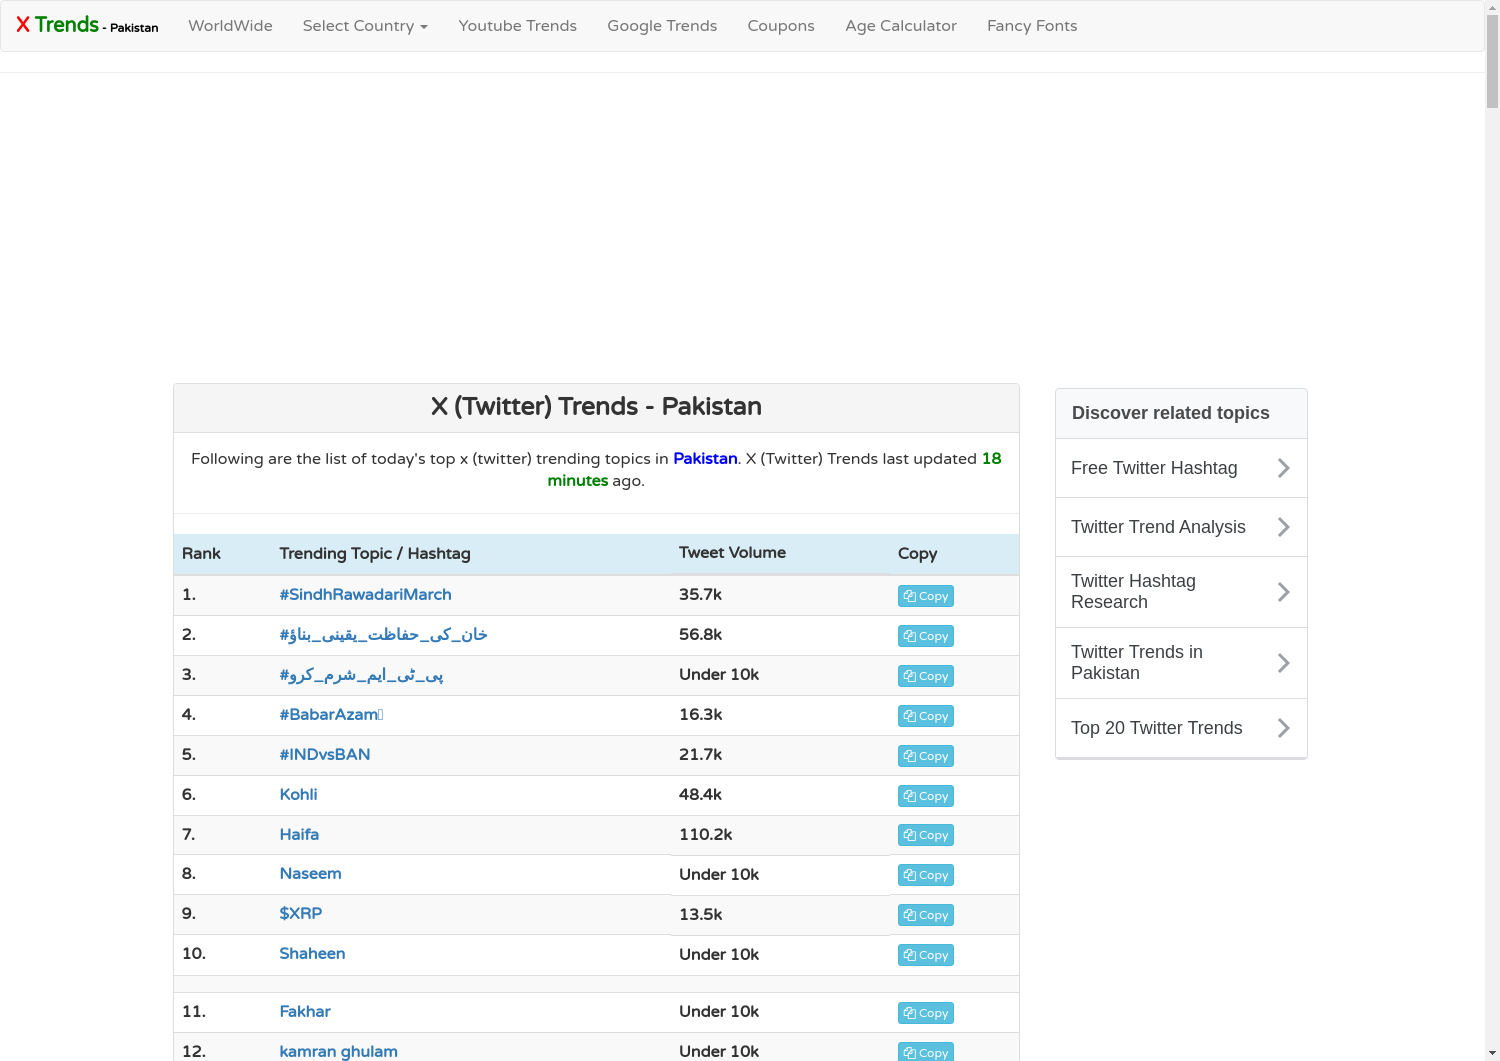 X Trends - Pakistan WorldWide Select Country Youtube Trends Google Trends Coupons Age Calculator Fancy Fonts
X (Twitter) Trends - Pakistan
Following are the list of today's top x (twitter) trending topics in Pakistan. X (Twitter) Trends last updated 18
minutes ago.
Rank Trending Topic / Hashtag Tweet Volume Copy
1. #SindhRawadariMarch 35.7k Copy
2. #خان_کی_حفاظت_یقینی_بناؤ 56.8k Copy
3. #پی_ٹی_ایم_شرم_کرو Under 10k Copy
4. #BabarAzam 16.3k Copy
5. #INDvsBAN 21.7k Copy
6. Kohli 48.4k Copy
7. Haifa 110.2k Copy
8. Naseem Under 10k Copy
9. $XRP 13.5k Copy
10. Shaheen Under 10k Copy
11. Fakhar Under 10k Copy
12. kamran ghulam Under 10k Copy
Discover related topics
Free Twitter Hashtag
Twitter Trend Analysis
Twitter Hashtag
Research
Twitter Trends in
Pakistan
Top 20 Twitter Trends